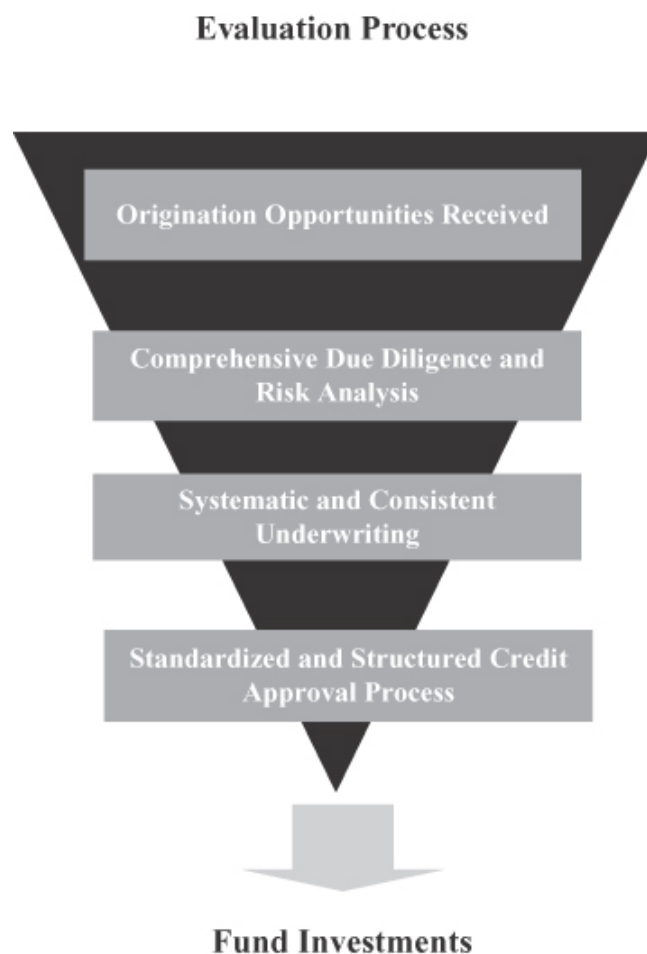 Evaluation Process
Origination Opportunities Received
Comprehensive Due Diligence and
Risk Analysis
Systematic and Consistent
Underwriting
Standardized and Structured Credit
Approval Process
Fund Investments